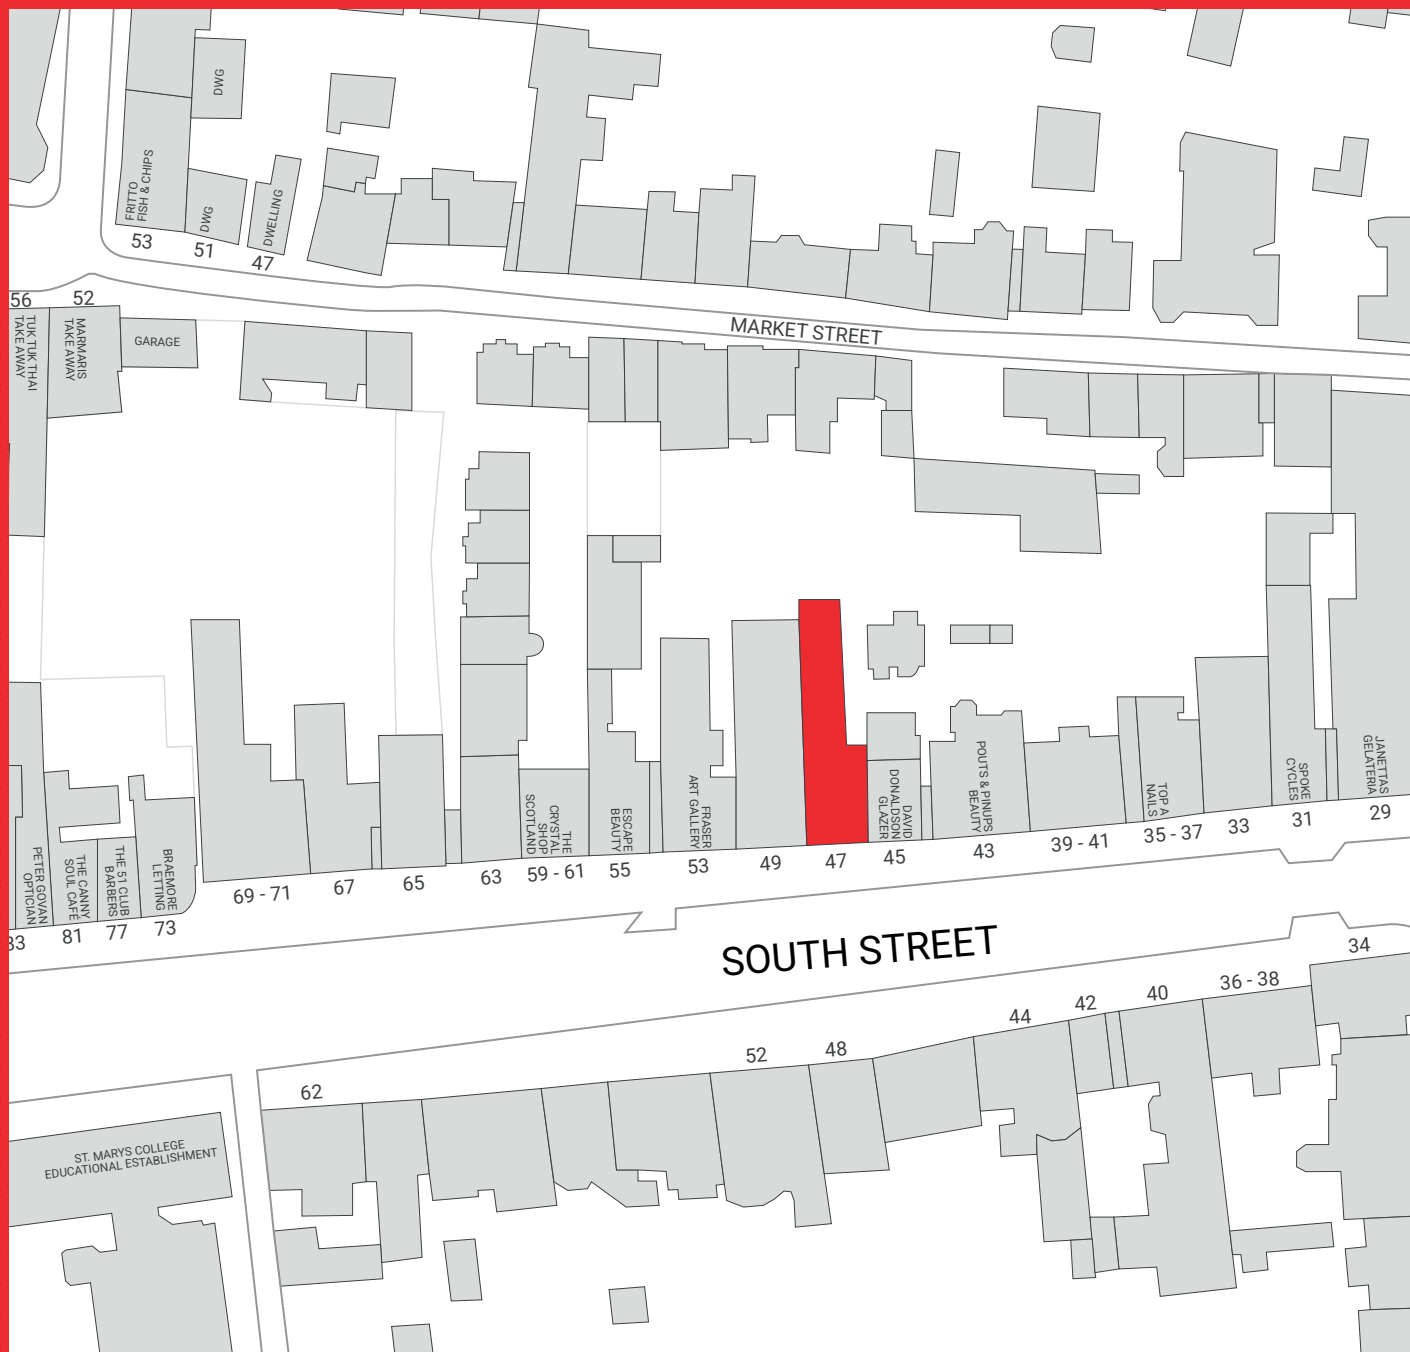 DWG
FRITTO
FISH & CHIPS
DWG
DWELLING
53
51
47
56
52
TUK TUK THAI
TAKE AWAY
MARMARIS
TAKE AWAY
GARAGE
MARKET STREET
PETER GOVAN
OPTICIAN
THE CANNY
SOUL CAFÉ
THE 51 CLUB
BARBERS
BRAEMORE
LETTING
THE
CRYSTAL
SHOP
SCOTLAND
ESCAPE
BEAUTY
FRASER
ART GALLERY
DAVID
DONALDSON
GLAZER
POUTS & PINUPS
BEAUTY
TOP A
NAILS
SPOKE
CYCLES
JANETTAS
GELATERIA
83
81
77
73
69 - 71
67
65
63
59 - 61
55
53
49
47
45
43
39 - 41
35 - 37
33
31
29
SOUTH STREET
62
52
48
44
42
40
36 - 38
34
ST. MARYS COLLEGE
EDUCATIONAL ESTABLISHMENT